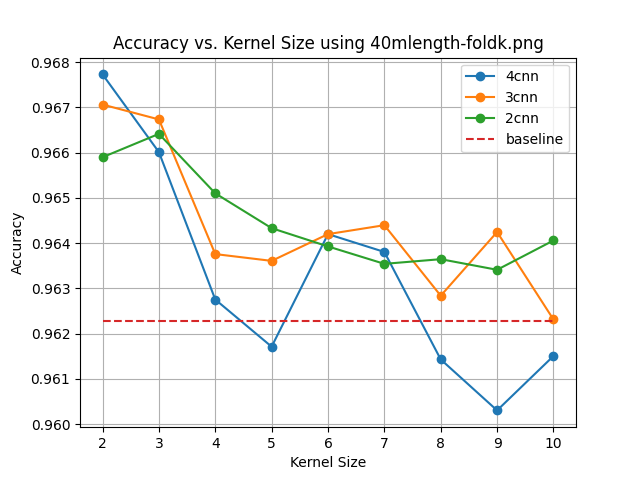 Accuracy vs. Kernel Size using 40mlength-foldk.png
4cnn
3cnn
2cnn
baseline
Accuracy
0.968
0.967
0.966
0.965
0.964
0.963
0.962
0.961
0.960
2 3 4 5 6 7 8 9 10
Kernel Size